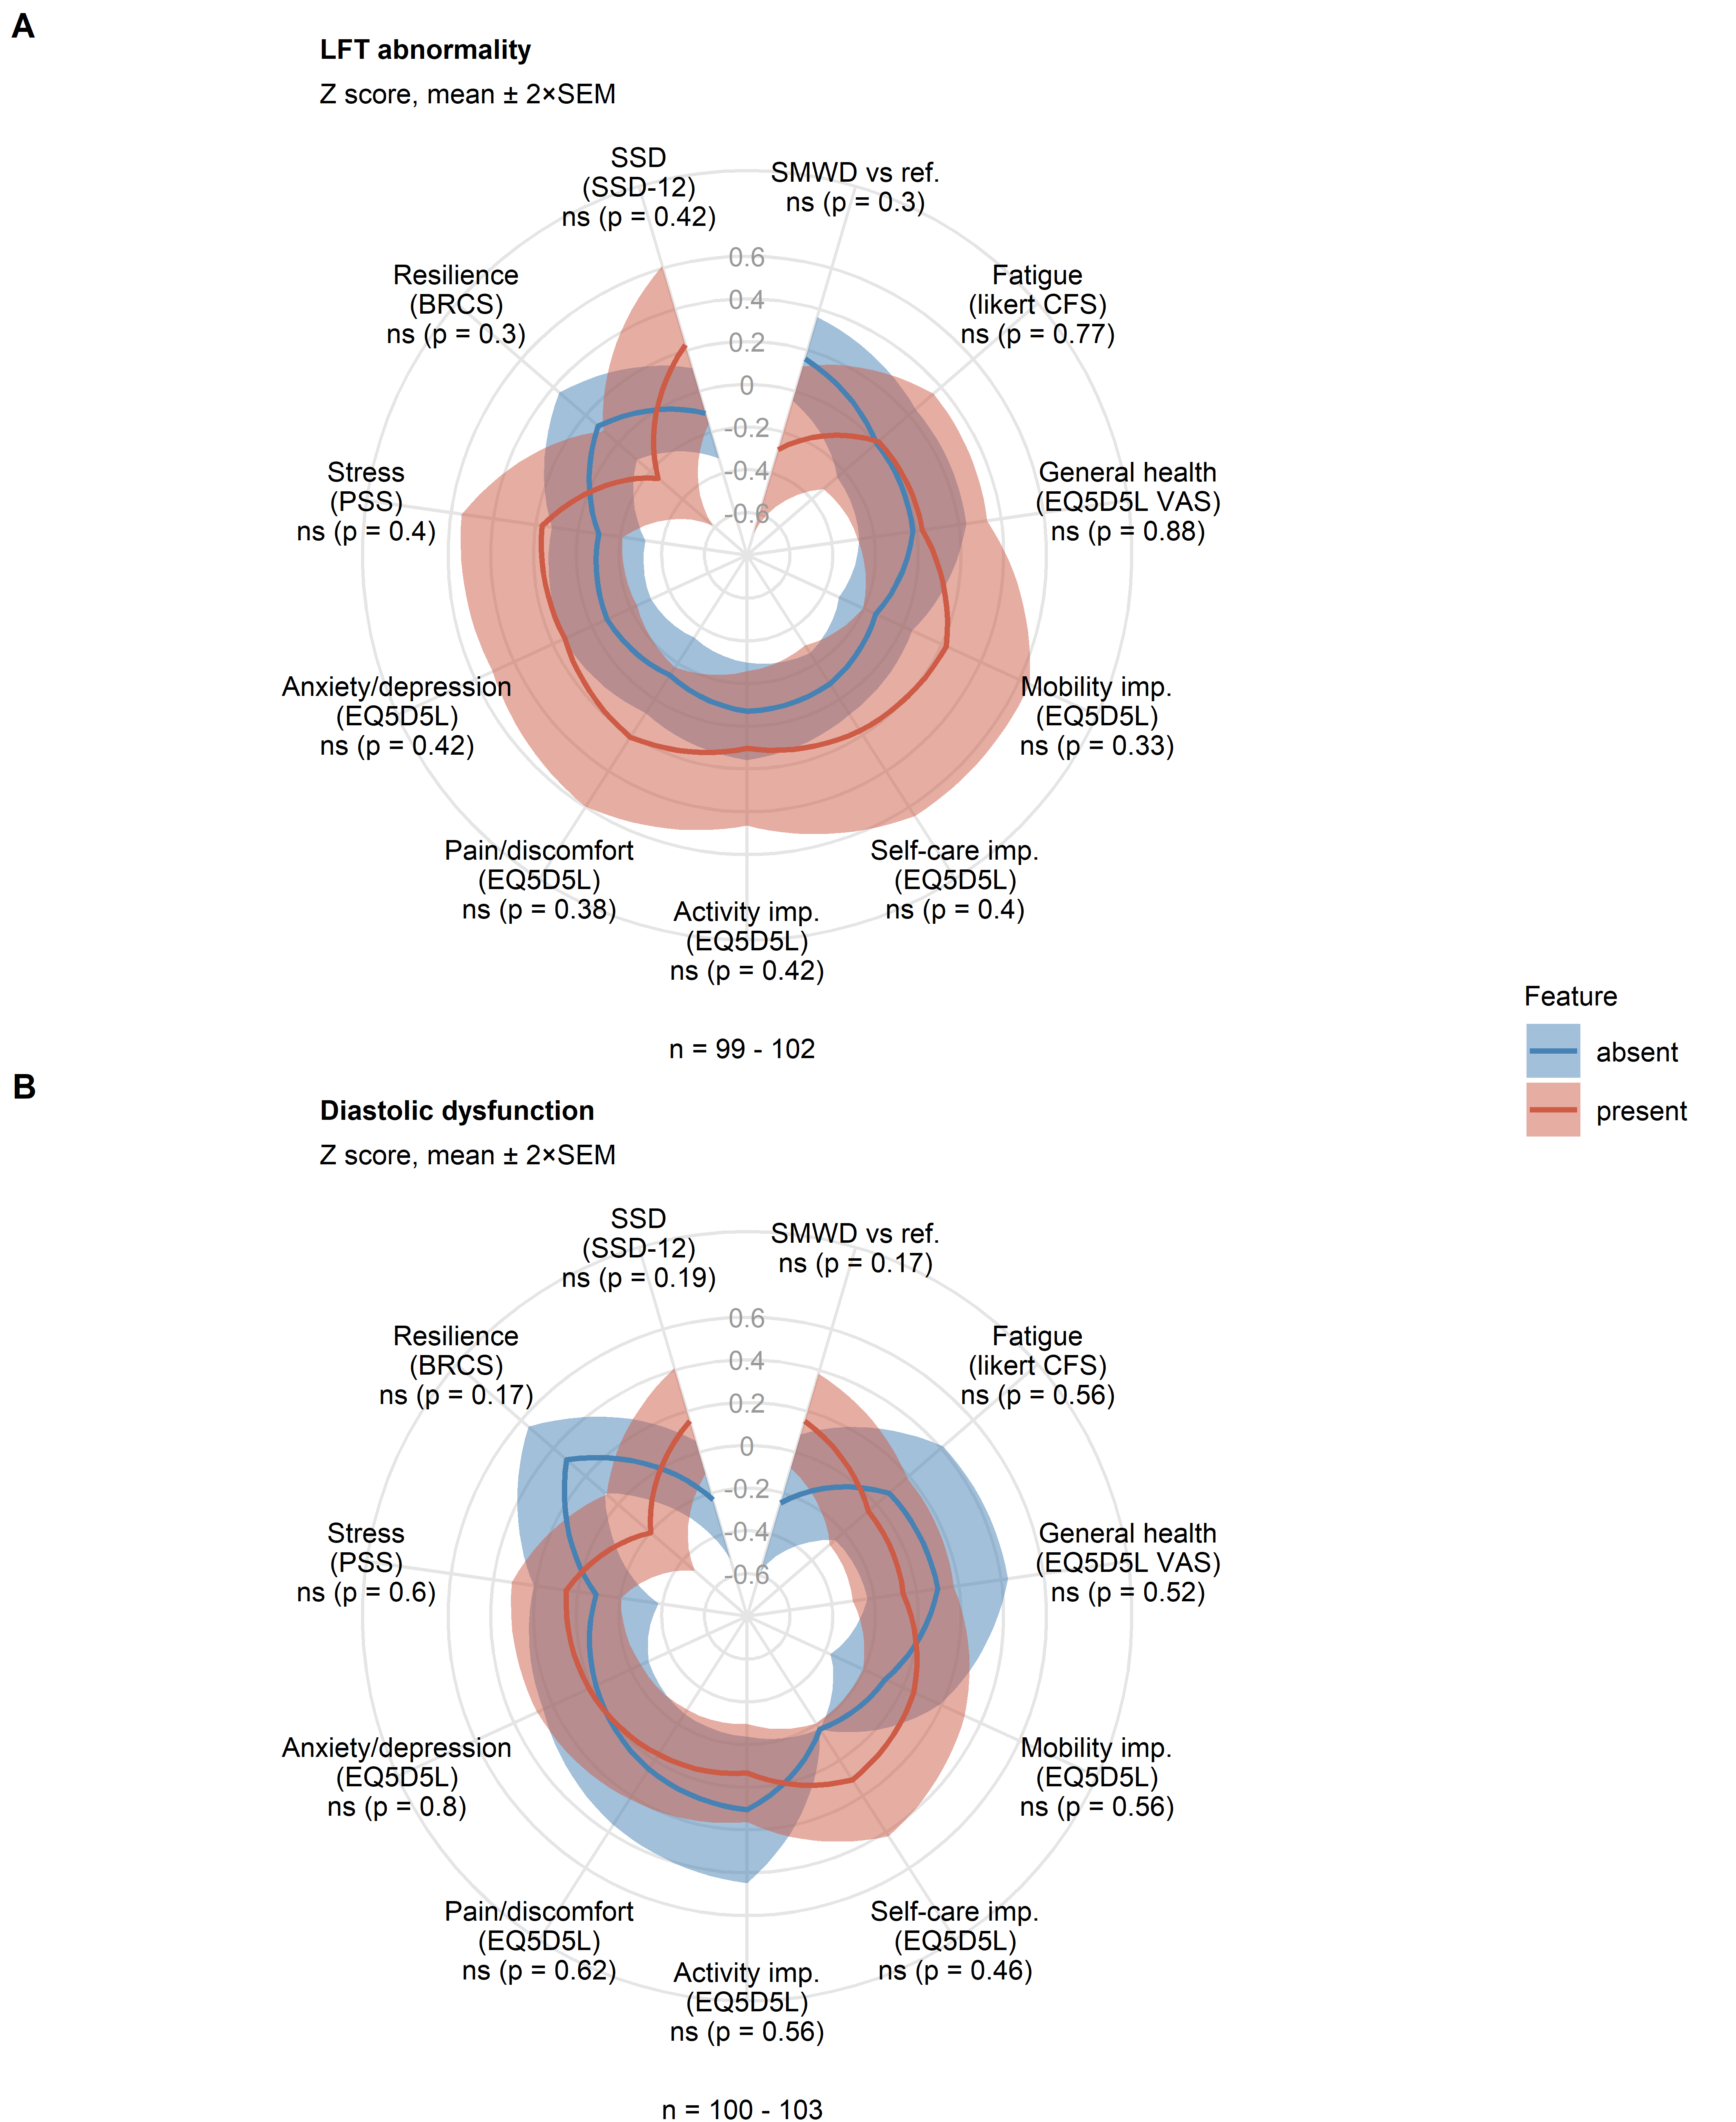 A
LFT abnormality
Z score, mean ± 2×SEM
SSD
(SSD-12)
ns (p = 0.42)
SMWD vs ref.
ns (p = 0.3)
Resilience
(BRCS)
ns (p = 0.3)
Fatigue
(likert CFS)
ns (p = 0.77)
0.6
0.4
0.2
0
-0.2
-0.4
-0.6
Stress
(PSS)
ns (p = 0.4)
General health
(EQ5D5L VAS)
ns (p = 0.88)
Anxiety/depression
(EQ5D5L)
ns (p = 0.42)
Mobility imp.
(EQ5D5L)
ns (p = 0.33)
Pain/discomfort
(EQ5D5L)
ns (p = 0.38)
Self-care imp.
(EQ5D5L)
ns (p = 0.4)
Activity imp.
(EQ5D5L)
ns (p = 0.42)
n = 99 - 102
Feature
absent
present
B
Diastolic dysfunction
Z score, mean ± 2×SEM
SSD
(SSD-12)
ns (p = 0.19)
SMWD vs ref.
ns (p = 0.17)
Resilience
(BRCS)
ns (p = 0.17)
Fatigue
(likert CFS)
ns (p = 0.56)
0.6
0.4
0.2
0
-0.2
-0.4
-0.6
Stress
(PSS)
ns (p = 0.6)
General health
(EQ5D5L VAS)
ns (p = 0.52)
Anxiety/depression
(EQ5D5L)
ns (p = 0.8)
Mobility imp.
(EQ5D5L)
ns (p = 0.56)
Pain/discomfort
(EQ5D5L)
ns (p = 0.62)
Self-care imp.
(EQ5D5L)
ns (p = 0.46)
Activity imp.
(EQ5D5L)
ns (p = 0.56)
n = 100 - 103